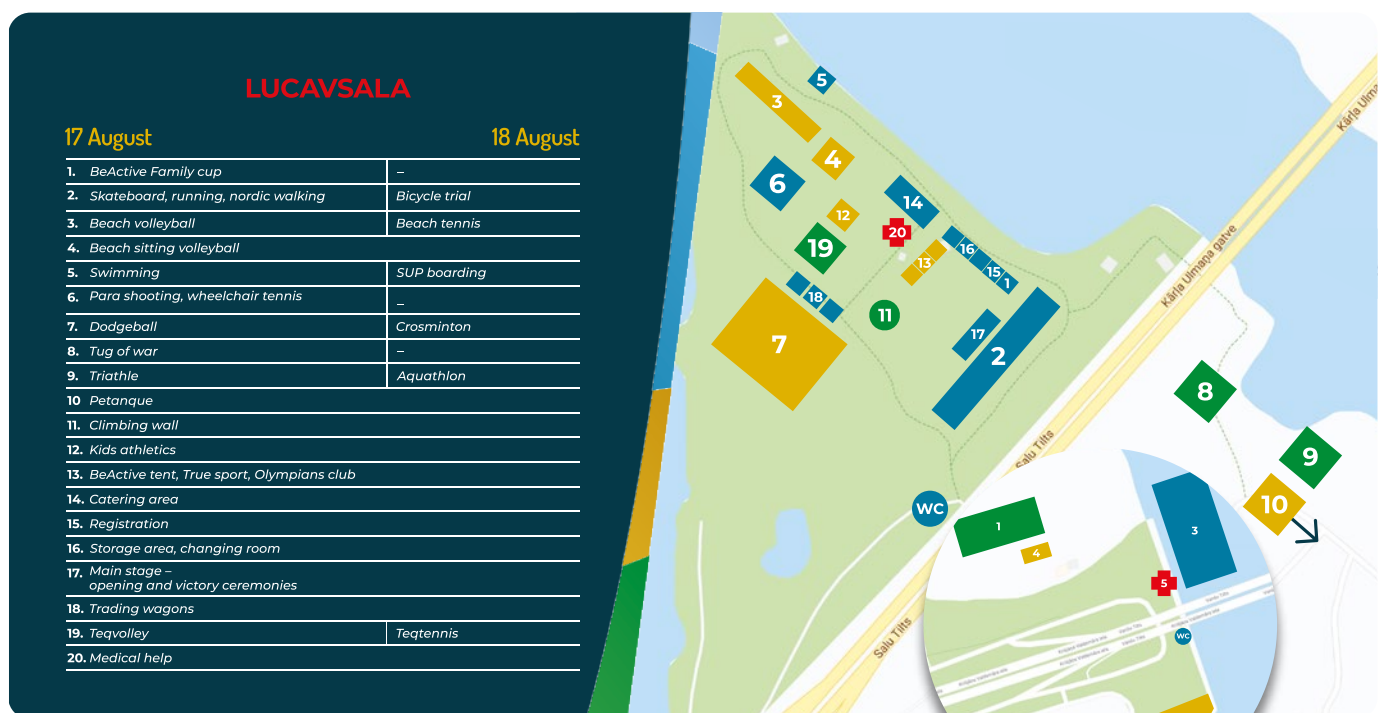 LUCAVSALA
17 August 18 August
1. BeActive Family cup –
2. Skateboard, running, nordic walking Bicycle trial
3. Beach volleyball Beach tennis
4. Beach sitting volleyball
5. Swimming SUP boarding
6. Para shooting, wheelchair tennis –
7. Dodgeball Crosminton
8. Tug of war –
9. Triathle Aquathlon
10 Petanque
11. Climbing wall
12. Kids athletics
13. BeActive tent, True sport, Olympians club
14. Catering area
15. Registration
16. Storage area, changing room
17. Main stage –
opening and victory ceremonies
18. Trading wagons
19. Teqvolley Teqtennis
20. Medical help
5
3
4
6
14
12
20
19
16
13
15
1
18
11
7
17
2
Kārļa Ulmaņa gatve
Salu Tilts
8
9
10
WC
Salu Tilts
1
4
3
5
WC